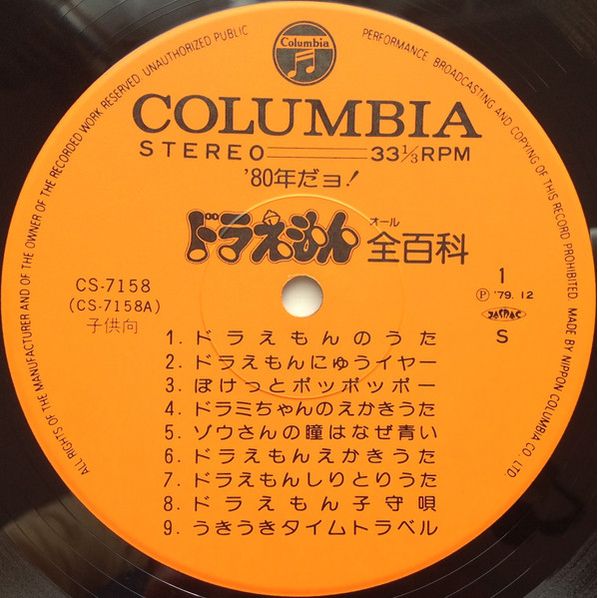 Columbia
COLUMBIA
STEREO 33⅓RPM
'80年だヨ!
オール
ドラえもん全百科
CS-7158
(CS-7158A)
子供向
1
Ⓟ '79.12
JASRAC
S
1. ドラえもんのうた
2. ドラえもんにゅうイヤー
3. ぽけっとポッポッポー
4. ドラミちゃんのえかきうた
5. ゾウさんの瞳はなぜ青い
6. ドラえもんえかきうた
7. ドラえもんしりとりうた
8. ドラえもん子守唄
9. うきうきタイムトラベル
ALL RIGHTS OF THE MANUFACTURER AND OF THE OWNER OF THE RECORDED WORK RESERVED. UNAUTHORIZED PUBLIC PERFORMANCE, BROADCASTING AND COPYING OF THIS RECORD PROHIBITED. MADE BY NIPPON COLUMBIA CO., LTD.